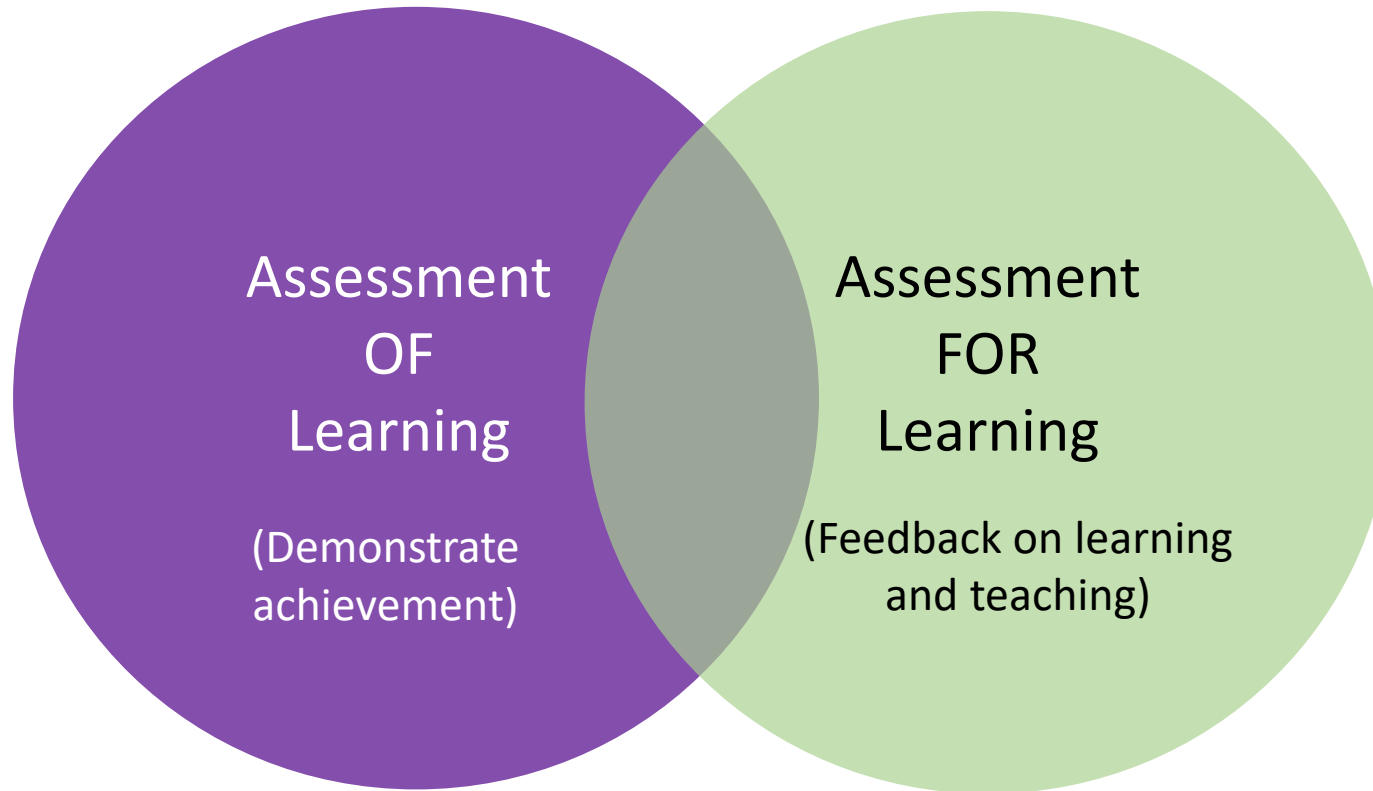 Assessment
OF
Learning
(Demonstrate
achievement)
Assessment
FOR
Learning
(Feedback on learning
and teaching)